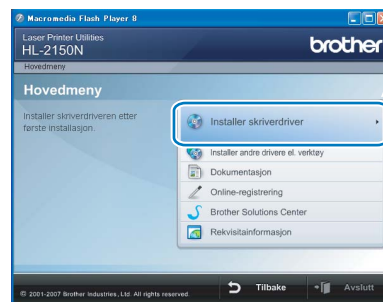 Macromedia Flash Player 8
Laser Printer Utilities
HL-2150N
brother
Hovedmeny
Hovedmeny
Installer skriverdriveren etter
første installasjon.
Installer skriverdriver
Installer andre drivere el. verktøy
Dokumentasjon
Online-registrering
Brother Solutions Center
Rekvisitainformasjon
© 2001-2007 Brother Industries, Ltd. All rights reserved.
Tilbake
Avslutt